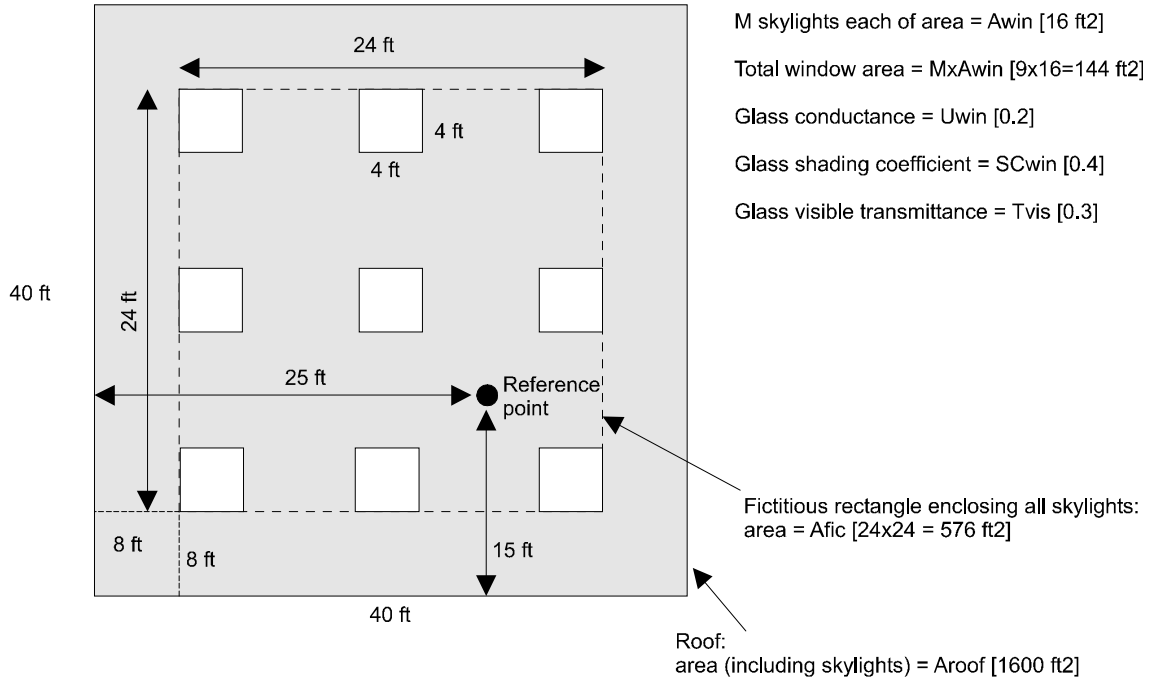 M skylights each of area = Awin [16 ft2]
24 ft
Total window area = MxAwin [9x16=144 ft2]
Glass conductance = Uwin [0.2]
4 ft
4 ft
Glass shading coefficient = SCwin [0.4]
Glass visible transmittance = Tvis [0.3]
40 ft
24 ft
25 ft
Reference
point
Fictitious rectangle enclosing all skylights:
area = Afic [24x24 = 576 ft2]
8 ft
8 ft
15 ft
40 ft
Roof:
area (including skylights) = Aroof [1600 ft2]